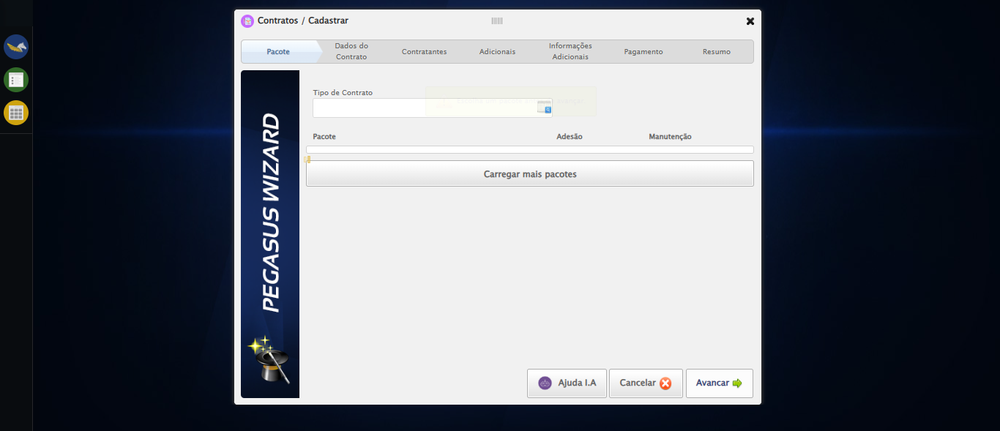 Contratos / Cadastrar
Pacote
Dados do
Contrato
Contratantes
Adicionais
Informações
Adicionais
Pagamento
Resumo
PEGASUS WIZARD
Tipo de Contrato
Pacote
Adesão
Manutenção
Carregar mais pacotes
Ajuda I.A
Cancelar
Avancar